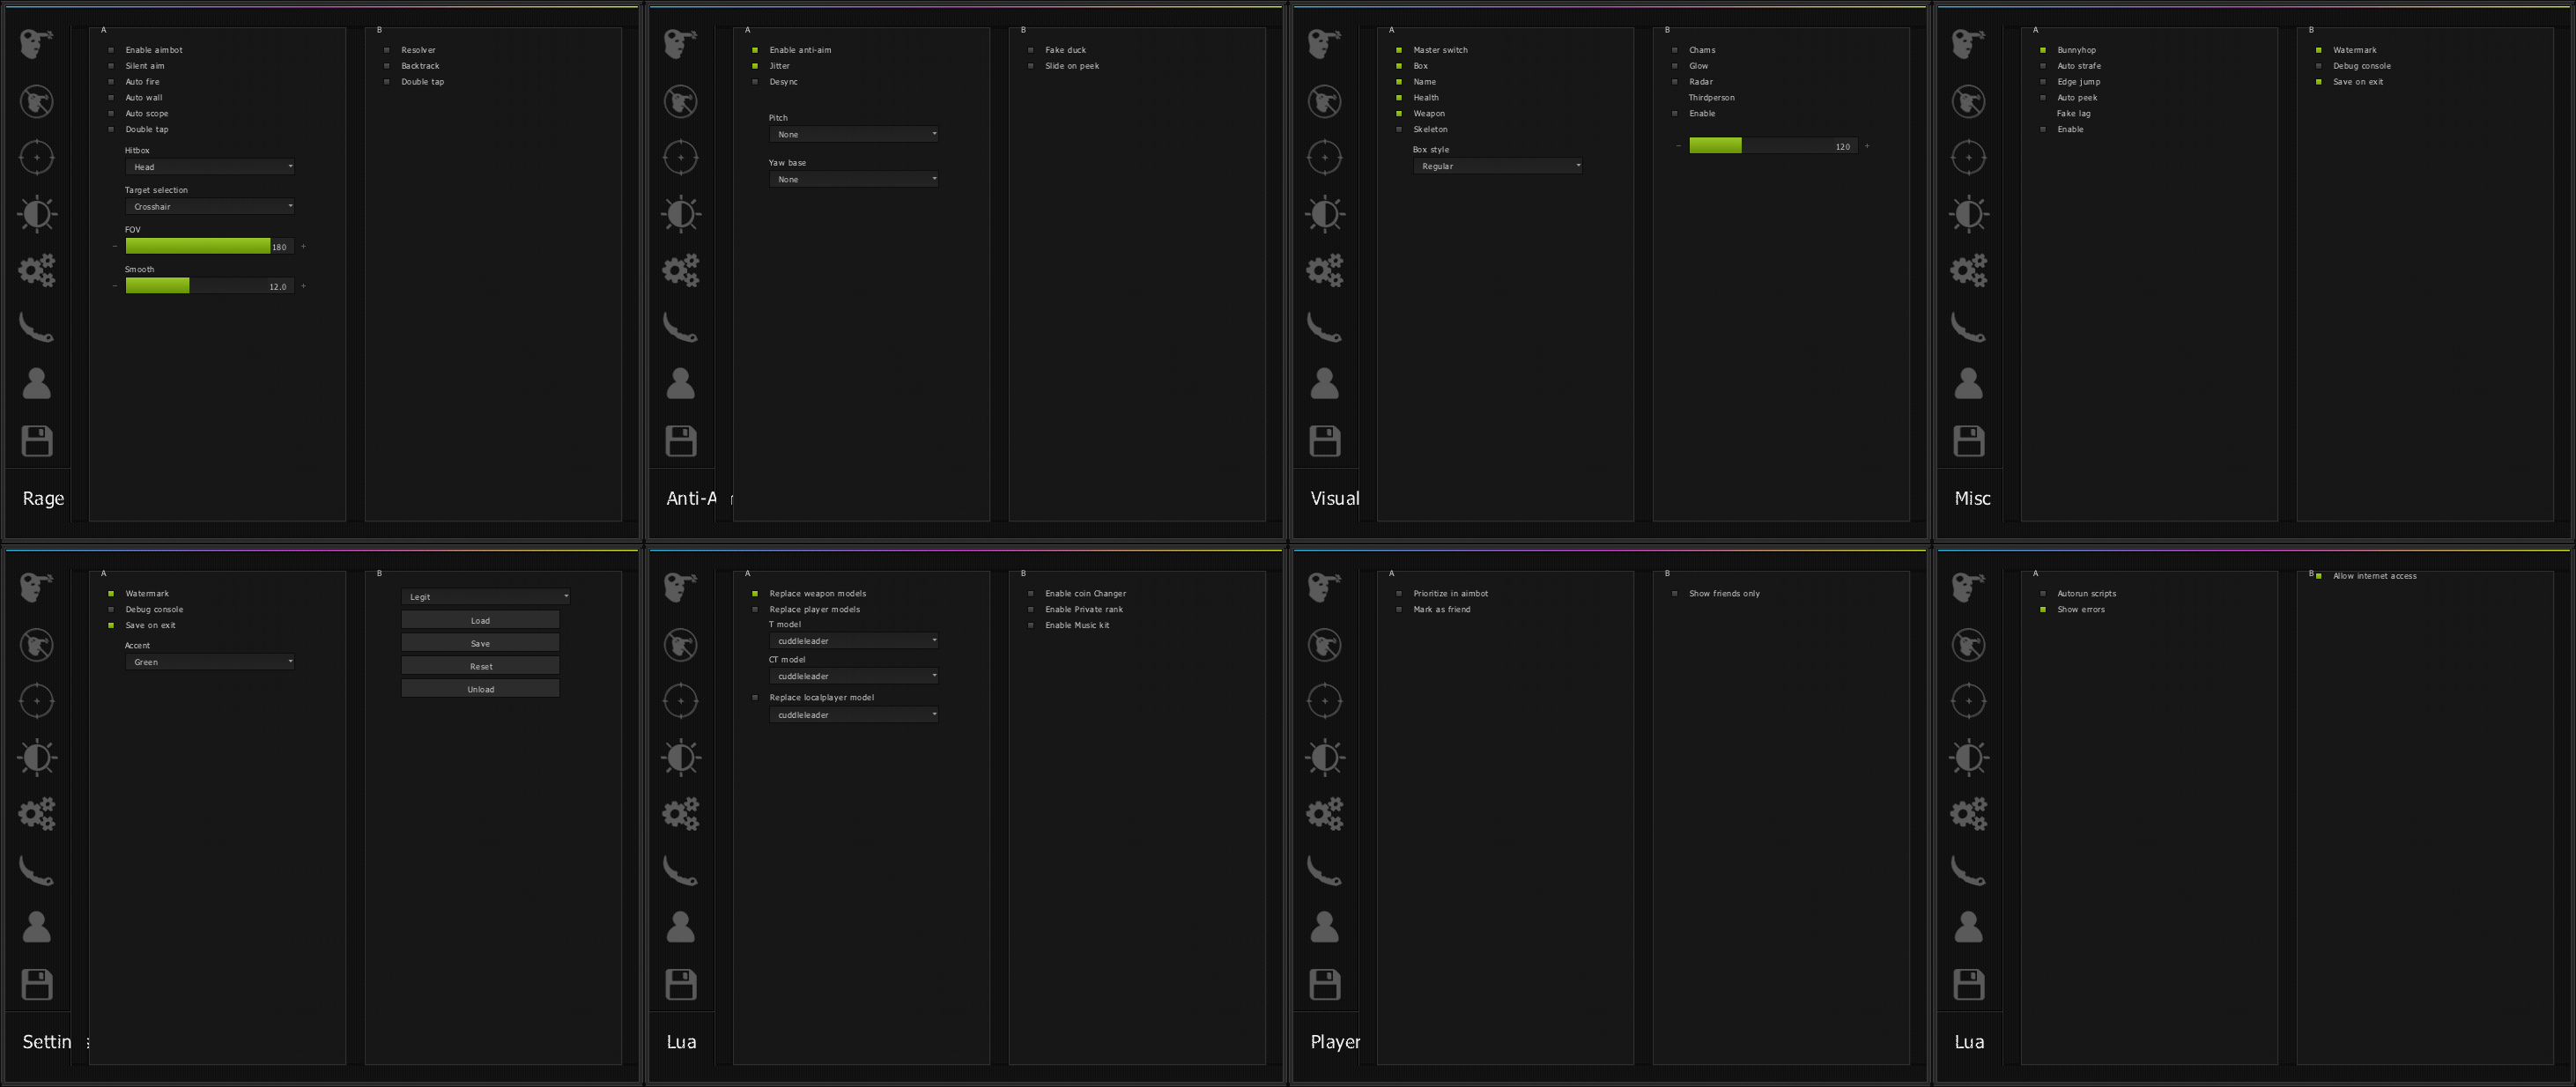 A
Enable aimbot
Silent aim
Auto fire
Auto wall
Auto scope
Double tap
Hitbox
Head
Target selection
Crosshair
FOV
- 180 +
Smooth
- 12.0 +
B
Resolver
Backtrack
Double tap
Rage
A
Enable anti-aim
Jitter
Desync
Pitch
None
Yaw base
None
B
Fake duck
Slide on peek
Anti-A
A
Master switch
Box
Name
Health
Weapon
Skeleton
Box style
Regular
B
Chams
Glow
Radar
Thirdperson
Enable
- 120 +
Visual
A
Bunnyhop
Auto strafe
Edge jump
Auto peek
Fake lag
Enable
B
Watermark
Debug console
Save on exit
Misc
A
Watermark
Debug console
Save on exit
Accent
Green
B
Legit
Load
Save
Reset
Unload
Settin
A
Replace weapon models
Replace player models
T model
cuddleleader
CT model
cuddleleader
Replace localplayer model
cuddleleader
B
Enable coin Changer
Enable Private rank
Enable Music kit
Lua
A
Prioritize in aimbot
Mark as friend
B
Show friends only
Player
A
Autorun scripts
Show errors
B
Allow internet access
Lua